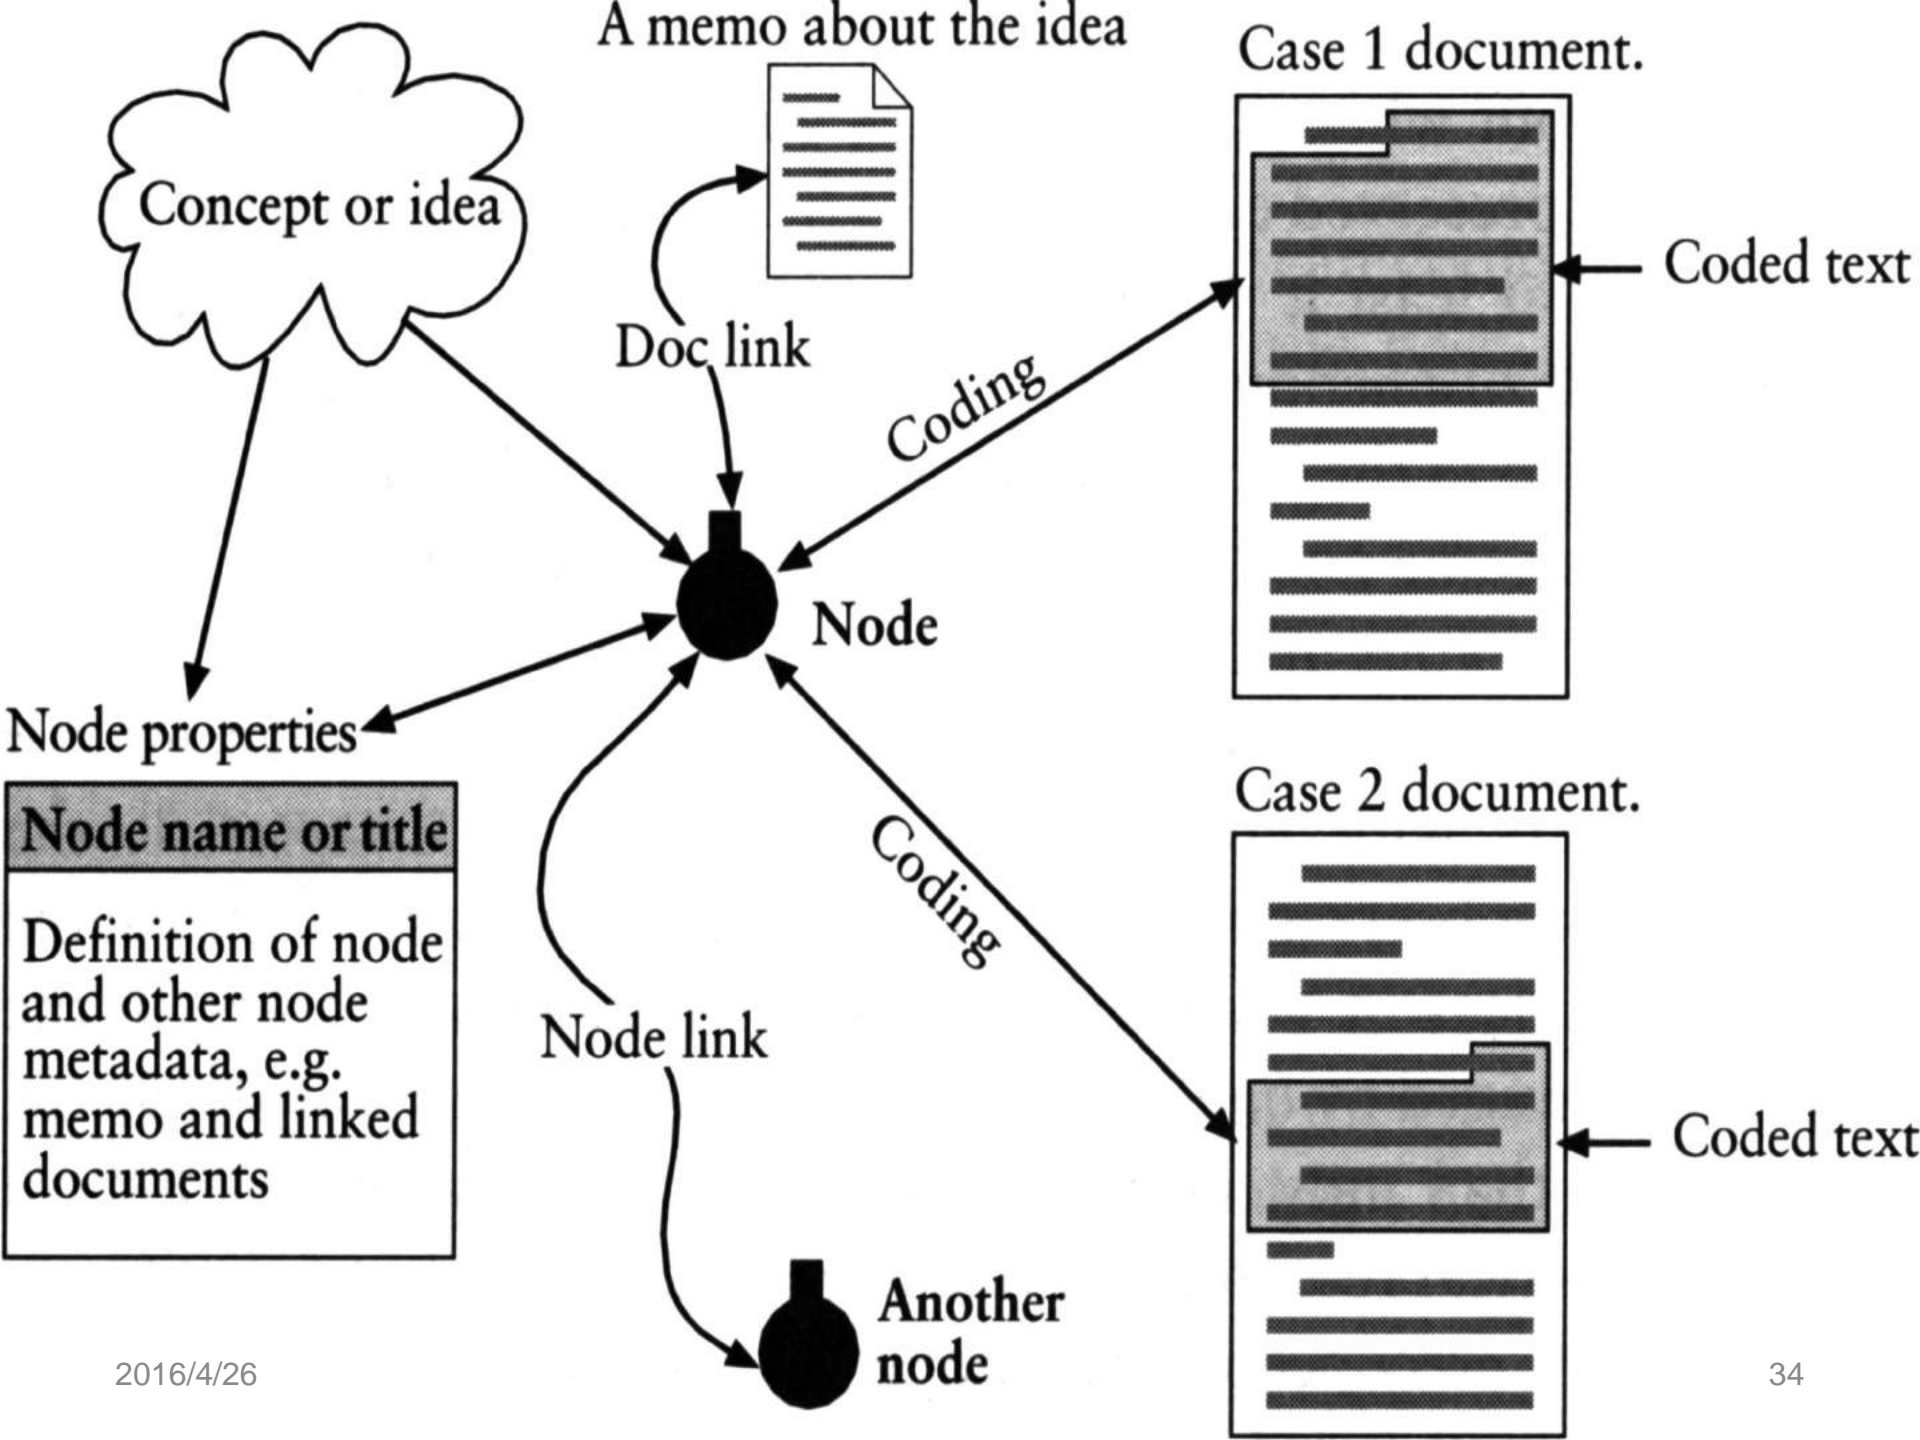 A memo about the idea
Case 1 document.
Concept or idea
Coded text
Doc link
Coding
Node
Node properties
Node name or title
Definition of node
and other node
metadata, e.g.
memo and linked
documents
Case 2 document.
Coding
Node link
Coded text
Another
node
2016/4/26
34